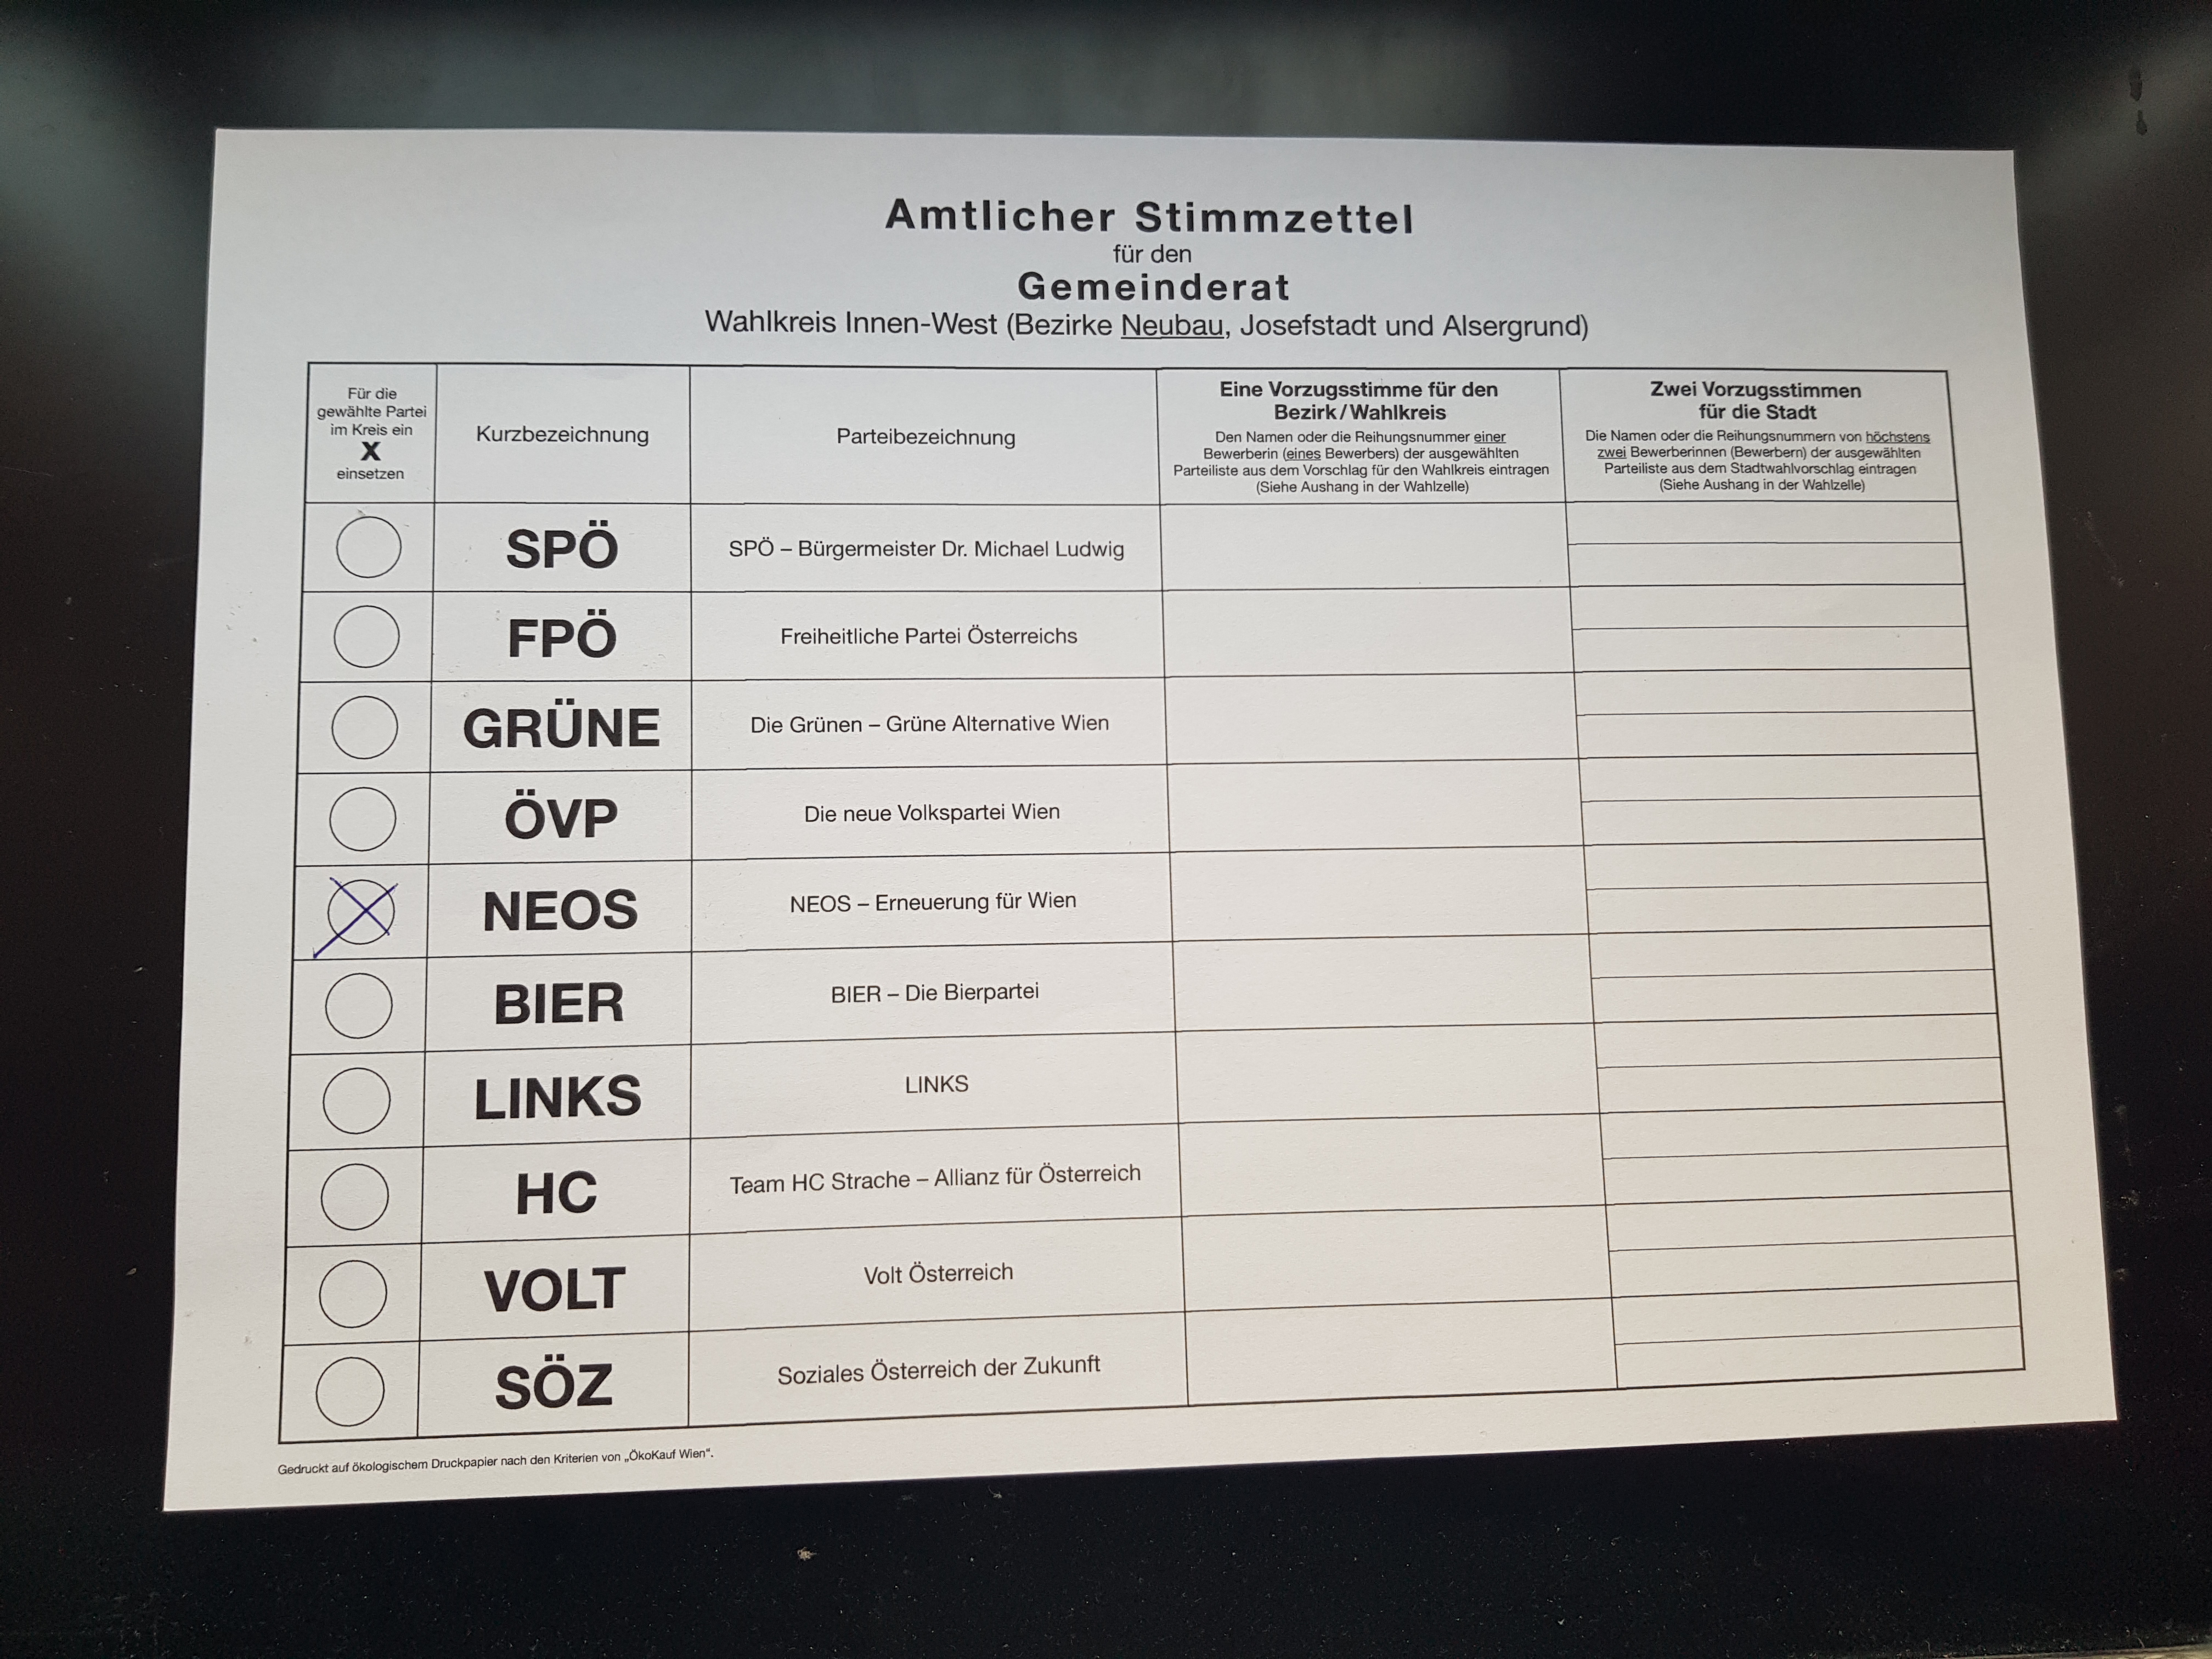 Amtlicher Stimmzettel
für den
Gemeinderat
Wahlkreis Innen-West (Bezirke Neubau, Josefstadt und Alsergrund)
Für die
gewählte Partei
im Kreis ein
X
einsetzen
Kurzbezeichnung
Parteibezeichnung
Eine Vorzugsstimme für den
Bezirk/Wahlkreis
Den Namen oder die Reihungsnummer einer
Bewerberin (eines Bewerbers) der ausgewählten
Parteiliste aus dem Vorschlag für den Wahlkreis eintragen
(Siehe Aushang in der Wahlzelle)
Zwei Vorzugsstimmen
für die Stadt
Die Namen oder die Reihungsnummern von höchstens
zwei Bewerberinnen (Bewerbern) der ausgewählten
Parteiliste aus dem Stadtwahlvorschlag eintragen
(Siehe Aushang in der Wahlzelle)
SPÖ SPÖ – Bürgermeister Dr. Michael Ludwig
FPÖ Freiheitliche Partei Österreichs
GRÜNE Die Grünen – Grüne Alternative Wien
ÖVP Die neue Volkspartei Wien
X NEOS NEOS – Erneuerung für Wien
BIER BIER – Die Bierpartei
LINKS LINKS
HC Team HC Strache – Allianz für Österreich
VOLT Volt Österreich
SÖZ Soziales Österreich der Zukunft
Gedruckt auf ökologischem Druckpapier nach den Kriterien von „ÖkoKauf Wien“.